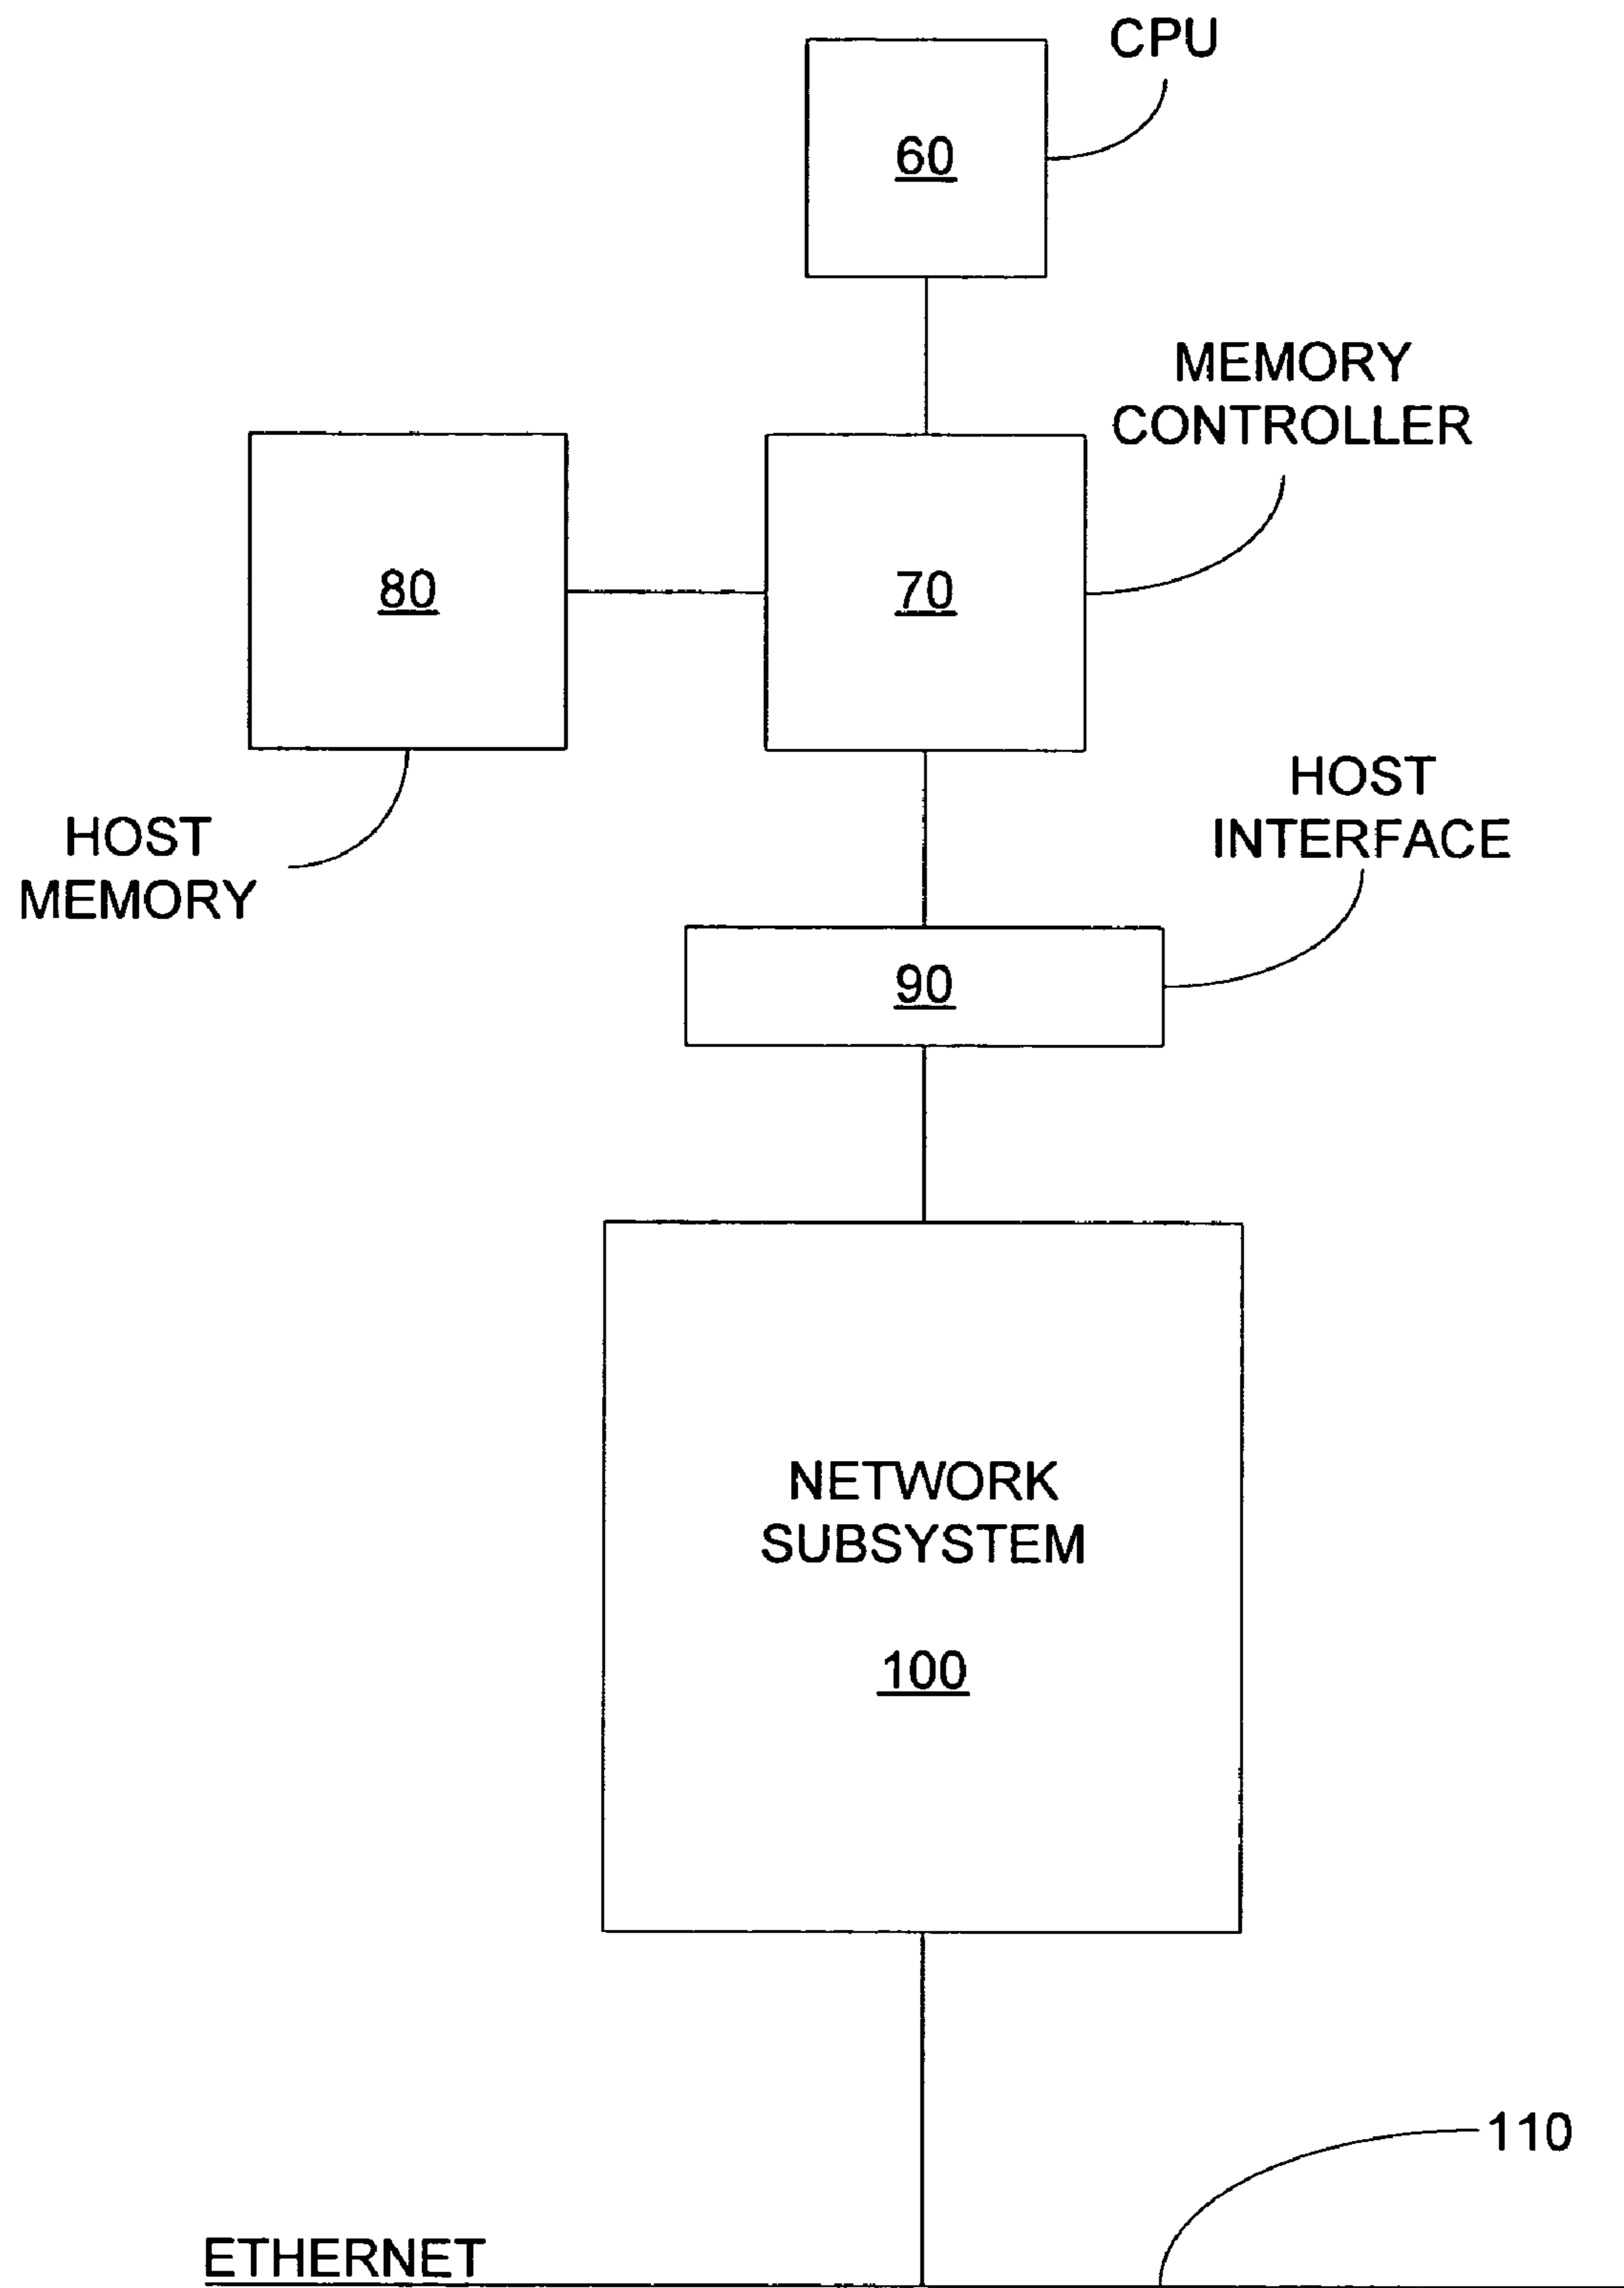 CPU
60
MEMORY
CONTROLLER
80
70
HOST
INTERFACE
HOST
MEMORY
90
NETWORK
SUBSYSTEM
100
110
ETHERNET